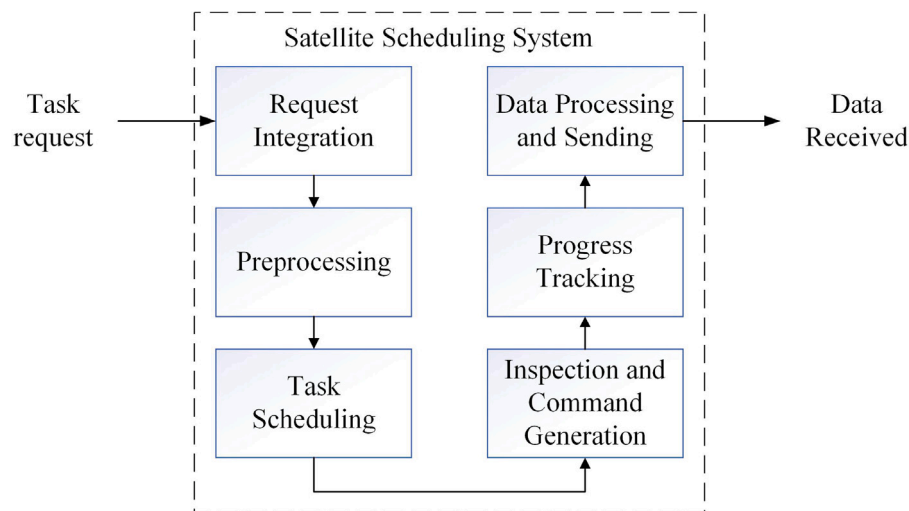 Satellite Scheduling System
Task
request
Request
Integration
Preprocessing
Task
Scheduling
Inspection and
Command
Generation
Progress
Tracking
Data Processing
and Sending
Data
Received